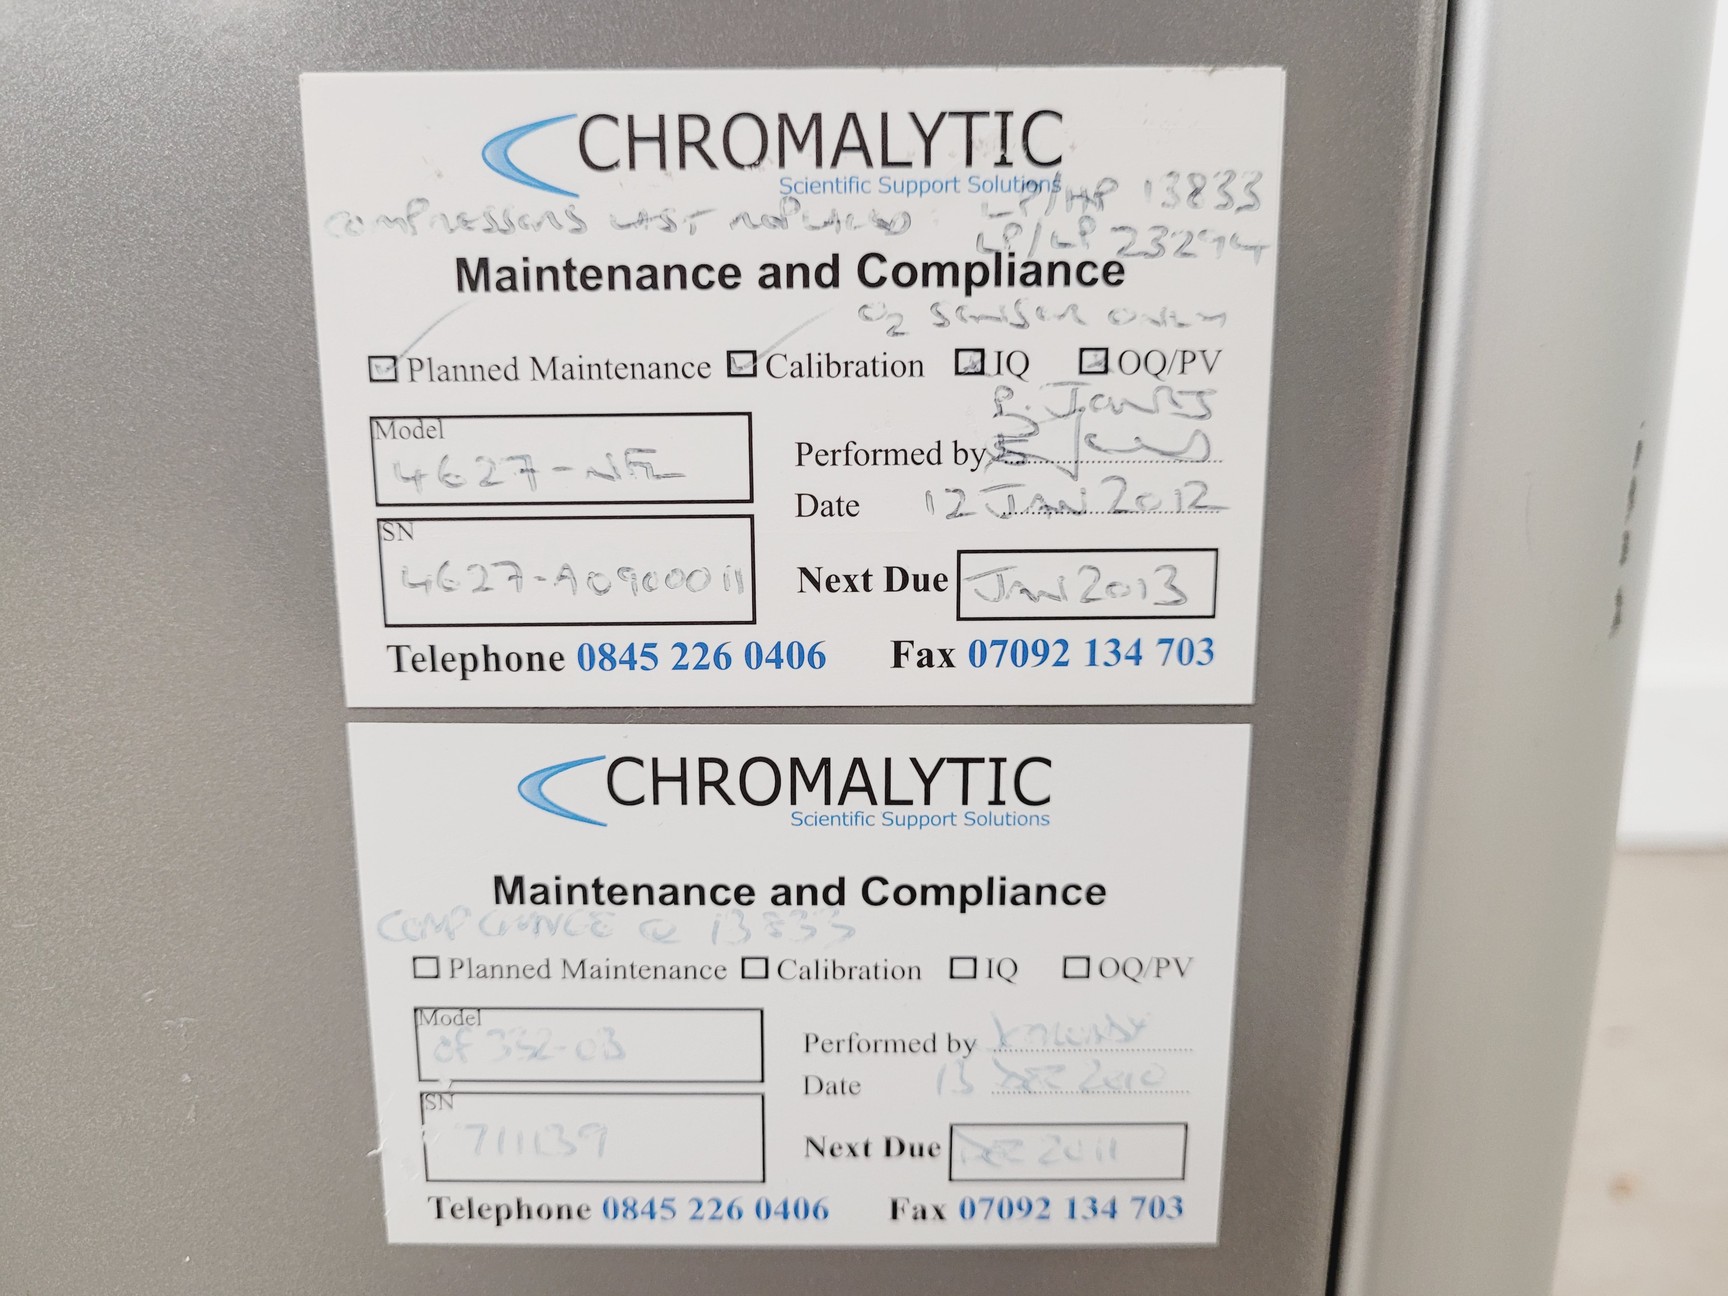 CHROMALYTIC
Scientific Support Solutions
COMPRESSORS LAST REPLACED LP/HP 13833
LP/LP 23294
Maintenance and Compliance
O2 SENSOR ONLY
Planned Maintenance Calibration IQ OQ/PV
Model
4627-
Performed by
Date 12 JAN 2012
SN
4627-A0900011
Next Due JAN 2013
Telephone 0845 226 0406 Fax 07092 134 703
CHROMALYTIC
Scientific Support Solutions
Maintenance and Compliance
@ 13833
Planned Maintenance Calibration IQ OQ/PV
Model
Performed by
Date DEC 2010
SN
711139
Next Due DEC 2011
Telephone 0845 226 0406 Fax 07092 134 703